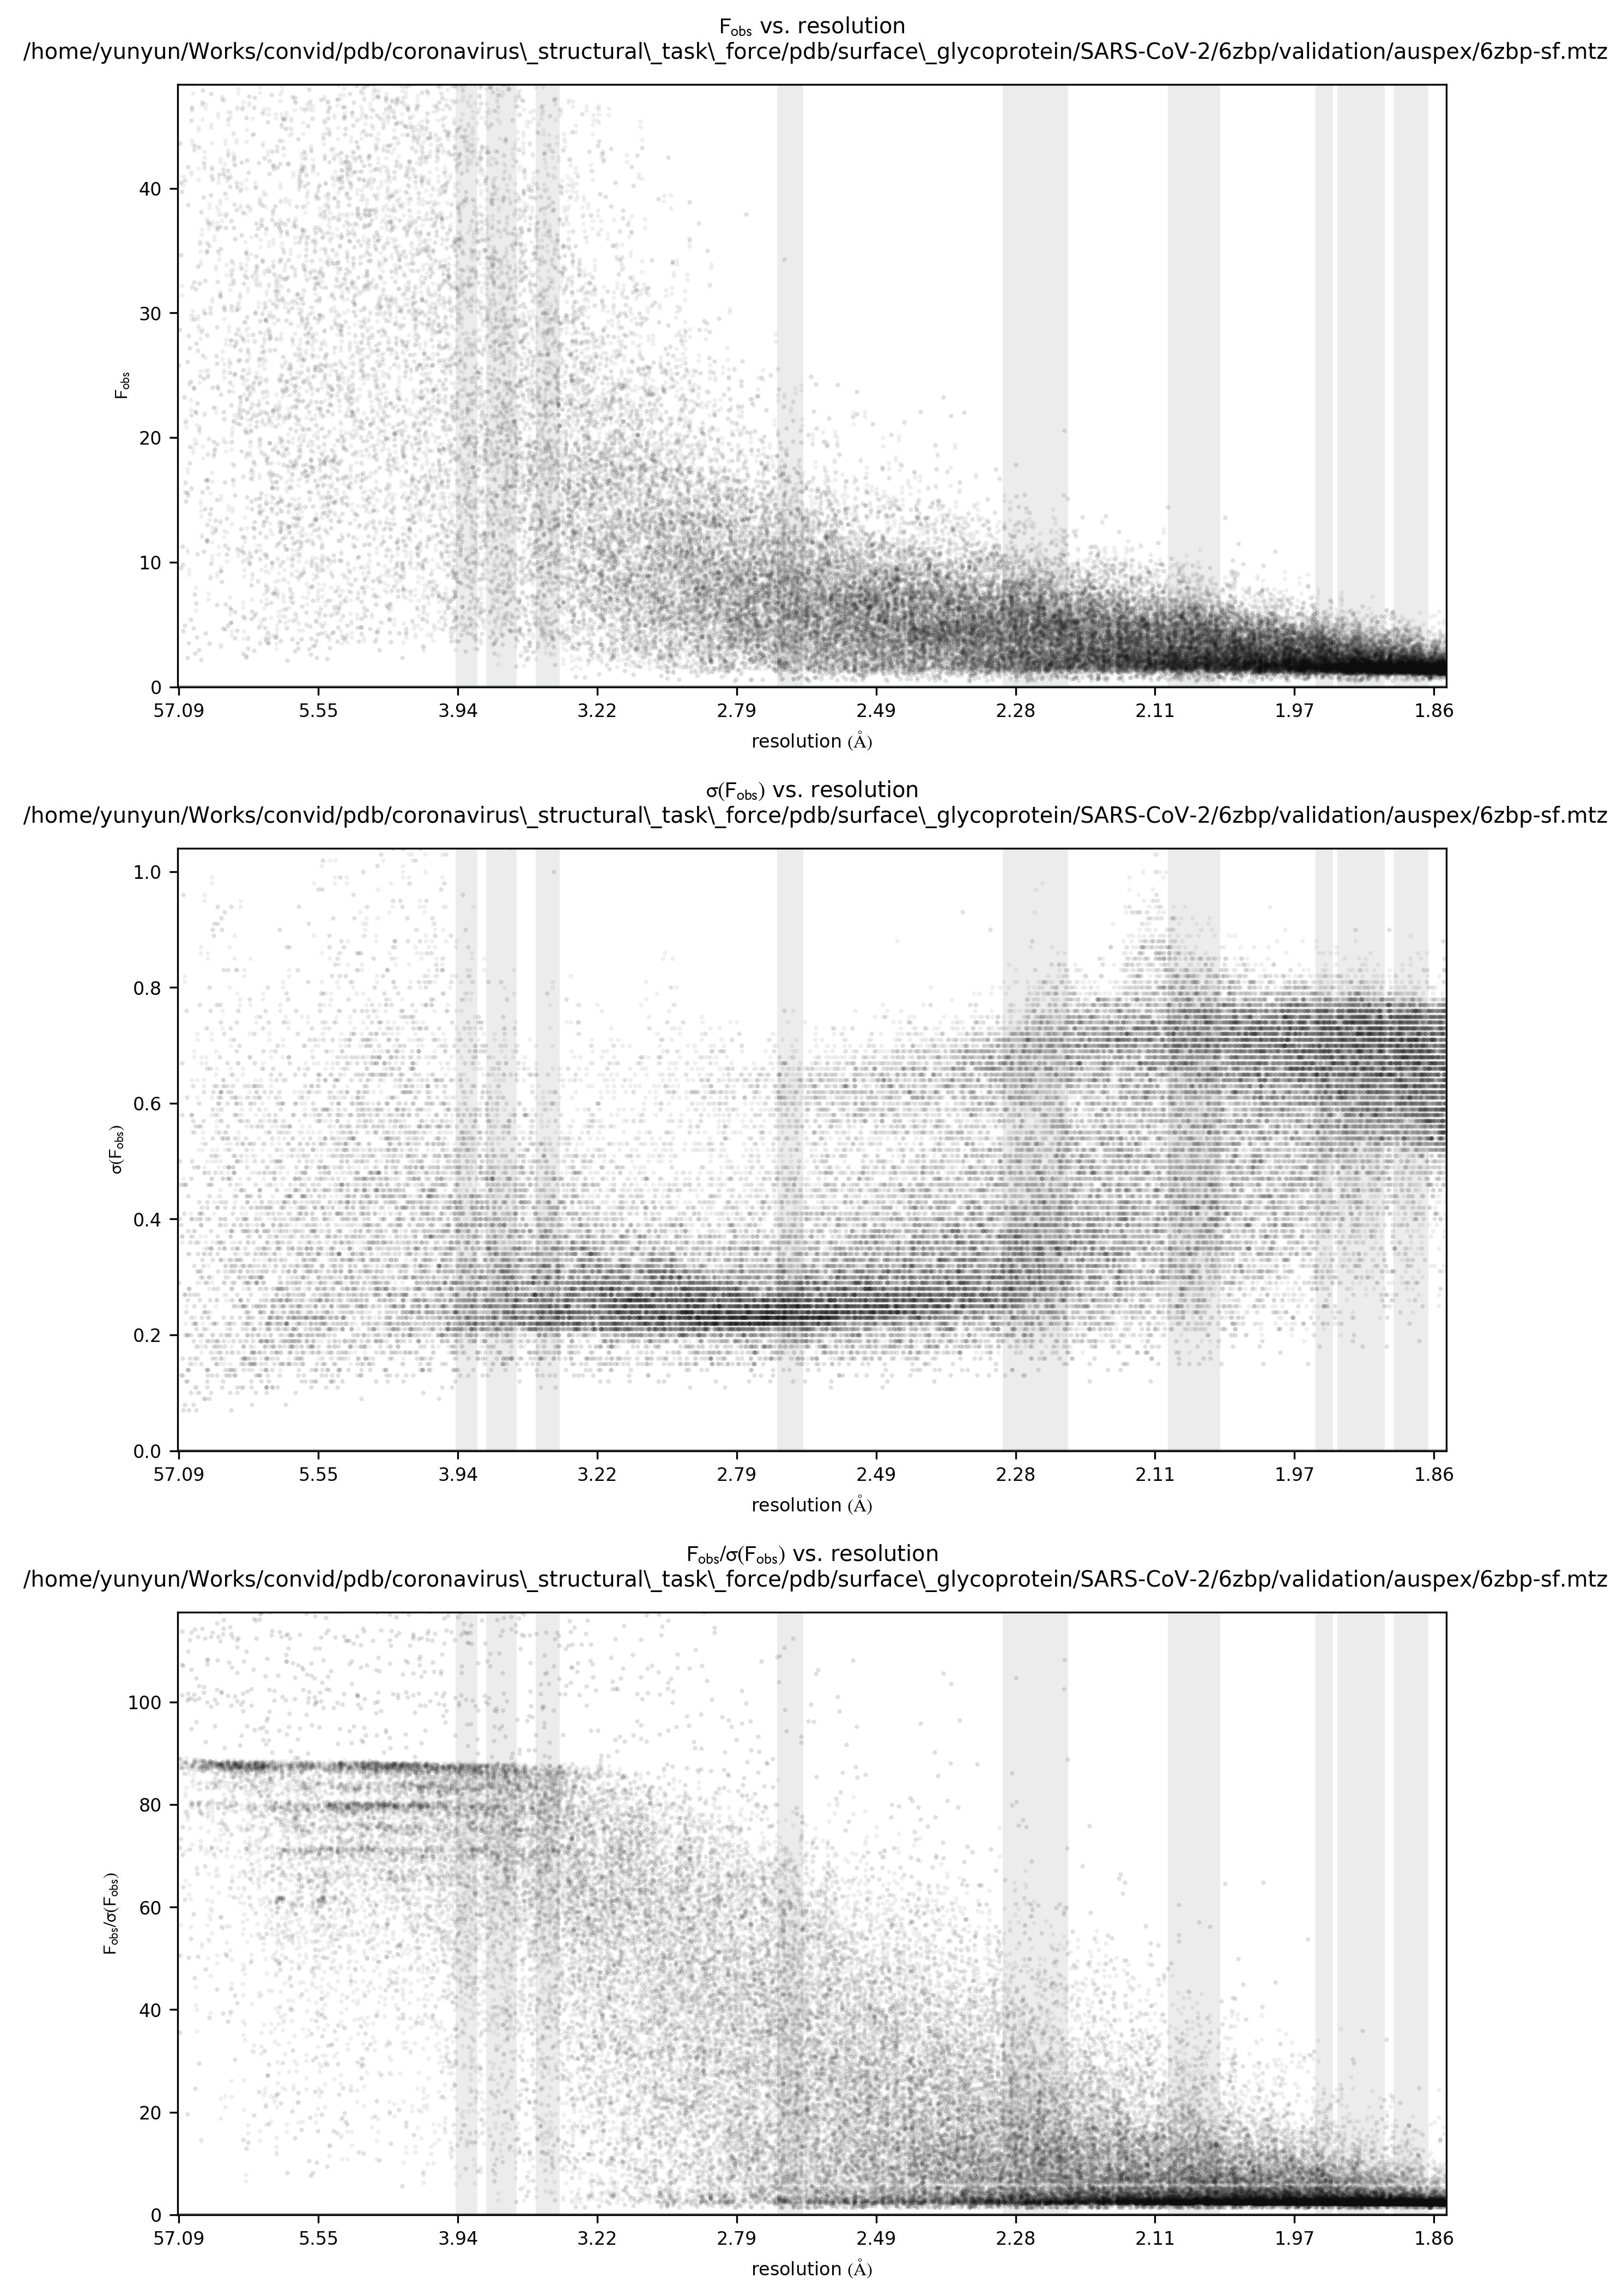 Fobs vs. resolution
/home/yunyun/Works/convid/pdb/coronavirus\_structural\_task\_force/pdb/surface\_glycoprotein/SARS-CoV-2/6zbp/validation/auspex/6zbp-sf.mtz
40
30
20
10
0
Fobs
57.09 5.55 3.94 3.22 2.79 2.49 2.28 2.11 1.97 1.86
resolution (Å)
σ(Fobs) vs. resolution
/home/yunyun/Works/convid/pdb/coronavirus\_structural\_task\_force/pdb/surface\_glycoprotein/SARS-CoV-2/6zbp/validation/auspex/6zbp-sf.mtz
1.0
0.8
0.6
0.4
0.2
0.0
σ(Fobs)
57.09 5.55 3.94 3.22 2.79 2.49 2.28 2.11 1.97 1.86
resolution (Å)
Fobs/σ(Fobs) vs. resolution
/home/yunyun/Works/convid/pdb/coronavirus\_structural\_task\_force/pdb/surface\_glycoprotein/SARS-CoV-2/6zbp/validation/auspex/6zbp-sf.mtz
100
80
60
40
20
0
Fobs/σ(Fobs)
57.09 5.55 3.94 3.22 2.79 2.49 2.28 2.11 1.97 1.86
resolution (Å)